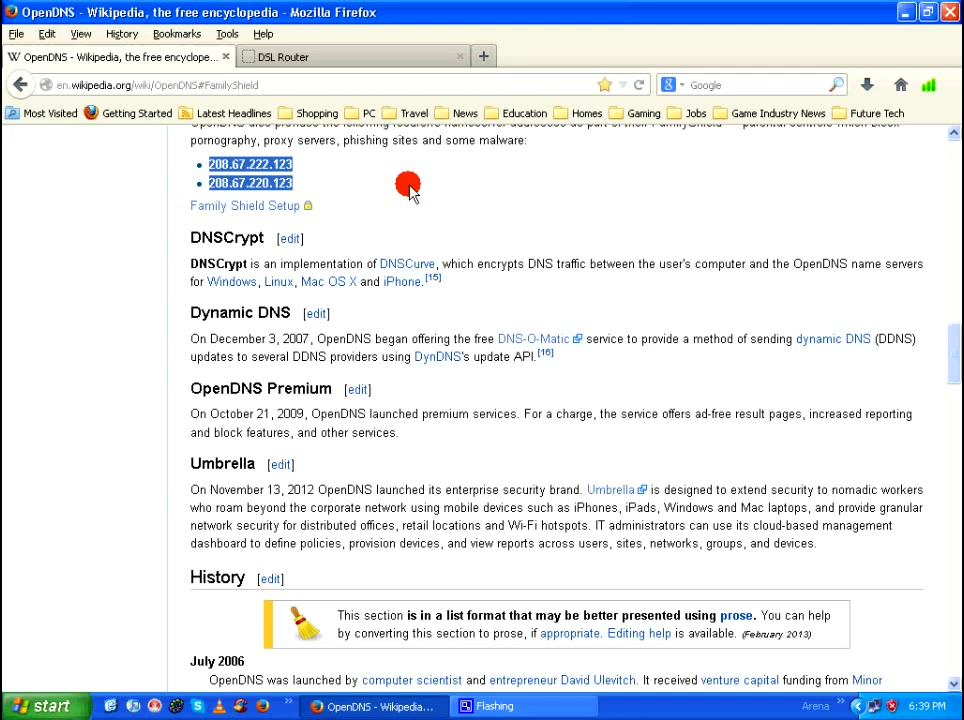 OpenDNS - Wikipedia, the free encyclopedia - Mozilla Firefox
File Edit View History Bookmarks Tools Help
W OpenDNS - Wikipedia, the free encyclope... × DSL Router × +
en.wikipedia.org/wiki/OpenDNS#FamilyShield Google
Most Visited Getting Started Latest Headlines Shopping PC Travel News Education Homes Gaming Jobs Game Industry News Future Tech
pornography, proxy servers, phishing sites and some malware:
• 208.67.222.123
• 208.67.220.123
Family Shield Setup
DNSCrypt [edit]
DNSCrypt is an implementation of DNSCurve, which encrypts DNS traffic between the user's computer and the OpenDNS name servers
for Windows, Linux, Mac OS X and iPhone.[15]
Dynamic DNS [edit]
On December 3, 2007, OpenDNS began offering the free DNS-O-Matic service to provide a method of sending dynamic DNS (DDNS)
updates to several DDNS providers using DynDNS's update API.[16]
OpenDNS Premium [edit]
On October 21, 2009, OpenDNS launched premium services. For a charge, the service offers ad-free result pages, increased reporting
and block features, and other services.
Umbrella [edit]
On November 13, 2012 OpenDNS launched its enterprise security brand. Umbrella is designed to extend security to nomadic workers
who roam beyond the corporate network using mobile devices such as iPhones, iPads, Windows and Mac laptops, and provide granular
network security for distributed offices, retail locations and Wi-Fi hotspots. IT administrators can use its cloud-based management
dashboard to define policies, provision devices, and view reports across users, sites, networks, groups, and devices.
History [edit]
This section is in a list format that may be better presented using prose. You can help
by converting this section to prose, if appropriate. Editing help is available. (February 2013)
July 2006
OpenDNS was launched by computer scientist and entrepreneur David Ulevitch. It received venture capital funding from Minor
start OpenDNS - Wikipedia... Flashing Arena 6:39 PM